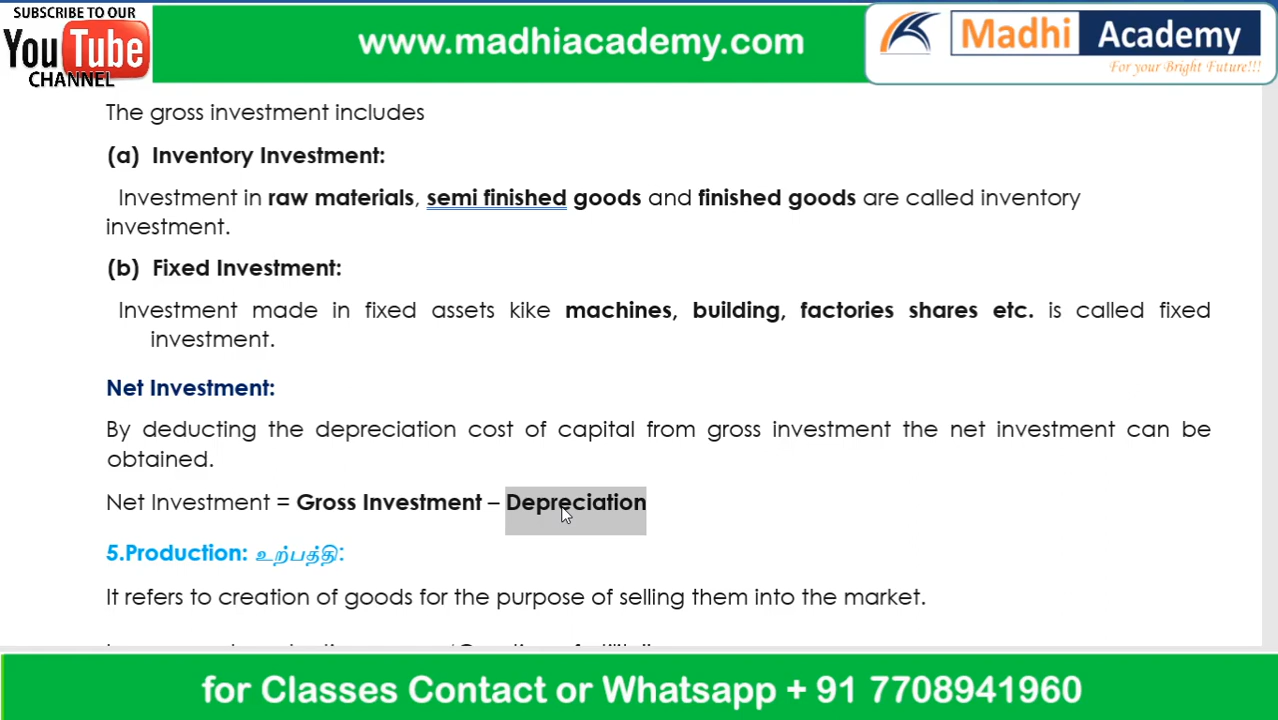 SUBSCRIBE TO OUR
YouTube
CHANNEL
www.madhiacademy.com
Madhi Academy
For your Bright Future!!!
The gross investment includes
(a) Inventory Investment:
Investment in raw materials, semi finished goods and finished goods are called inventory
investment.
(b) Fixed Investment:
Investment made in fixed assets kike machines, building, factories shares etc. is called fixed
investment.
Net Investment:
By deducting the depreciation cost of capital from gross investment the net investment can be
obtained.
Net Investment = Gross Investment – Depreciation
5.Production: உற்பத்தி:
It refers to creation of goods for the purpose of selling them into the market.
for Classes Contact or Whatsapp + 91 7708941960